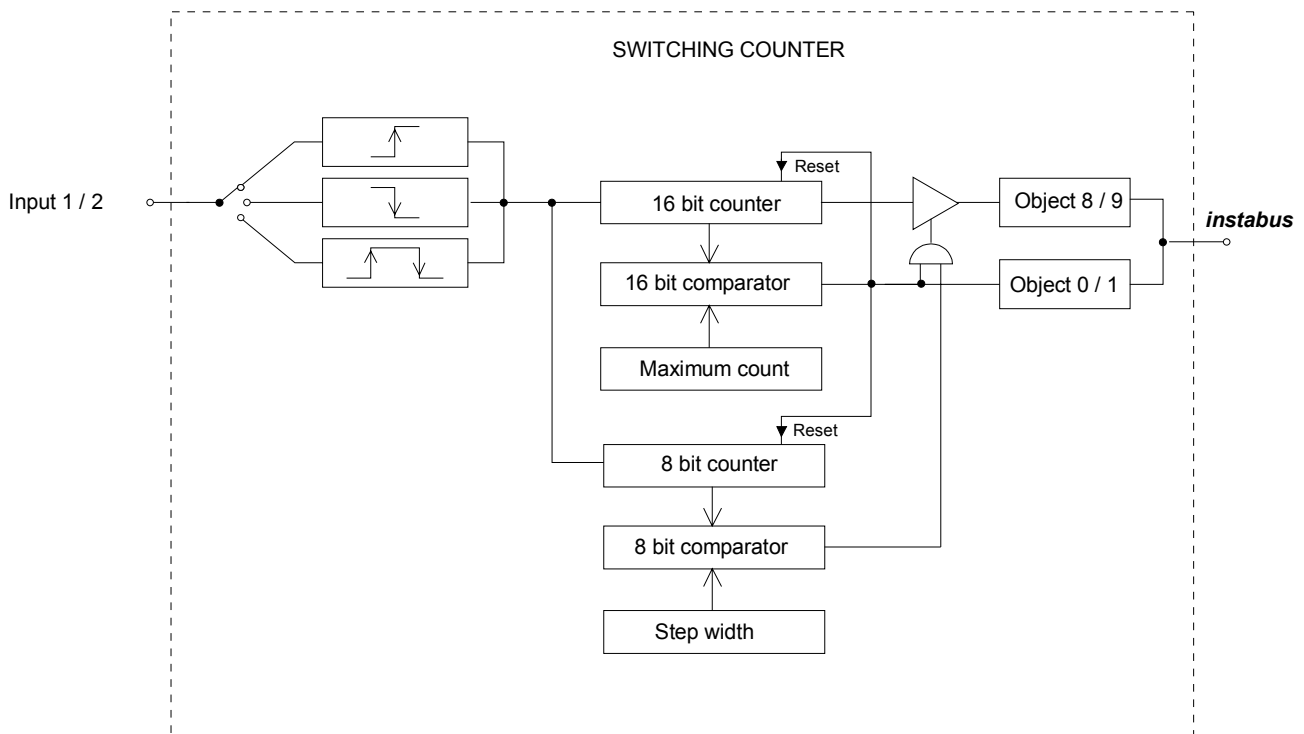 SWITCHING COUNTER
Input 1 / 2
Reset
16 bit counter
Object 8 / 9
instabus
16 bit comparator
Object 0 / 1
Maximum count
Reset
8 bit counter
8 bit comparator
Step width